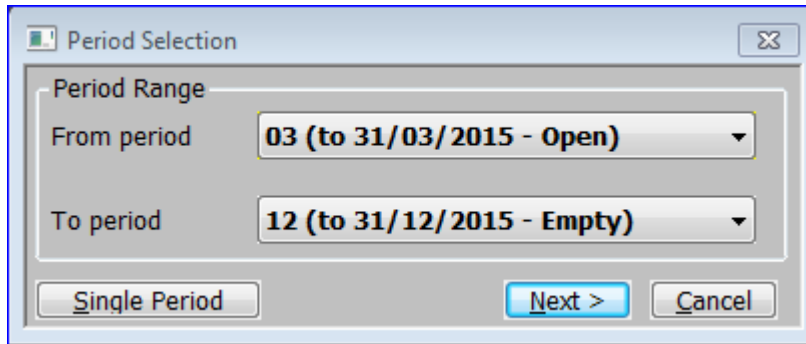 Period Selection
Period Range
From period 03 (to 31/03/2015 - Open)
To period 12 (to 31/12/2015 - Empty)
Single Period Next > Cancel